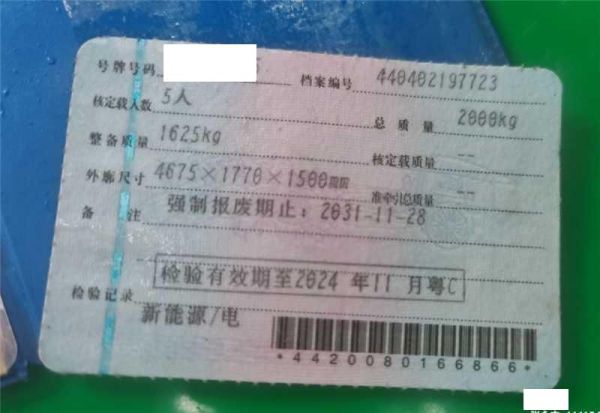 号牌号码 档案编号 440402197723
核定载人数 5人 总质量 2000kg
整备质量 1625kg 核定载质量 --
外廓尺寸 4675×1770×1500mm 准牵引总质量 --
备注 强制报废期止：2031-11-28
检验有效期至2024 年11 月粤C
检验记录
新能源/电
*4420080166866*